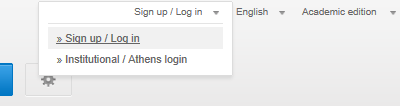 Sign up / Log in English Academic edition
» Sign up / Log in
» Institutional / Athens login